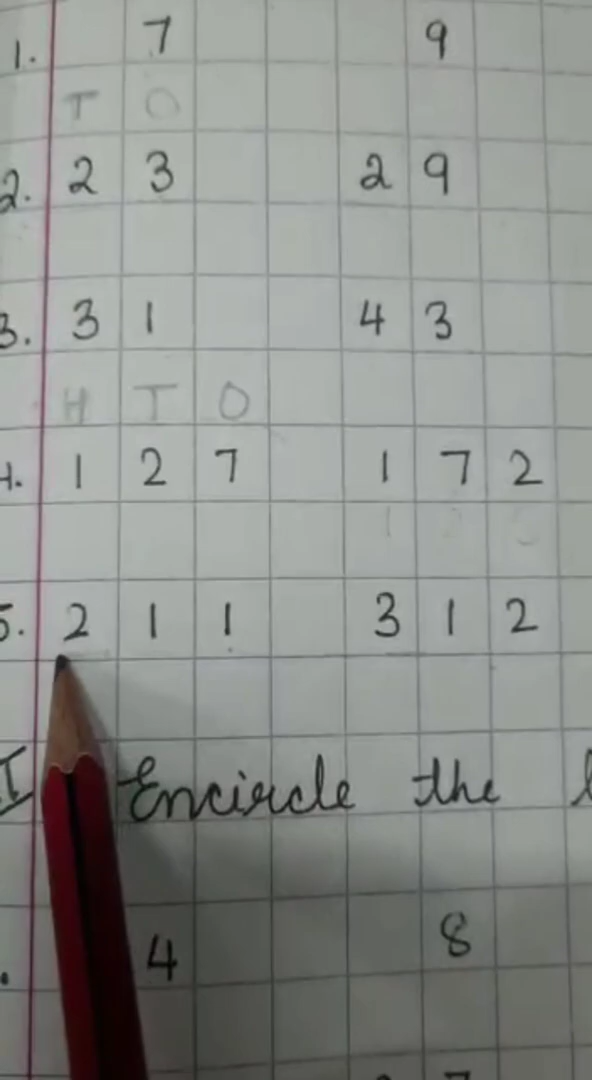 1. 7 9
T O
2. 2 3 2 9
3. 3 1 4 3
H T O
4. 1 2 7 1 7 2
5. 2 1 1 3 1 2
Encircle the
4 8